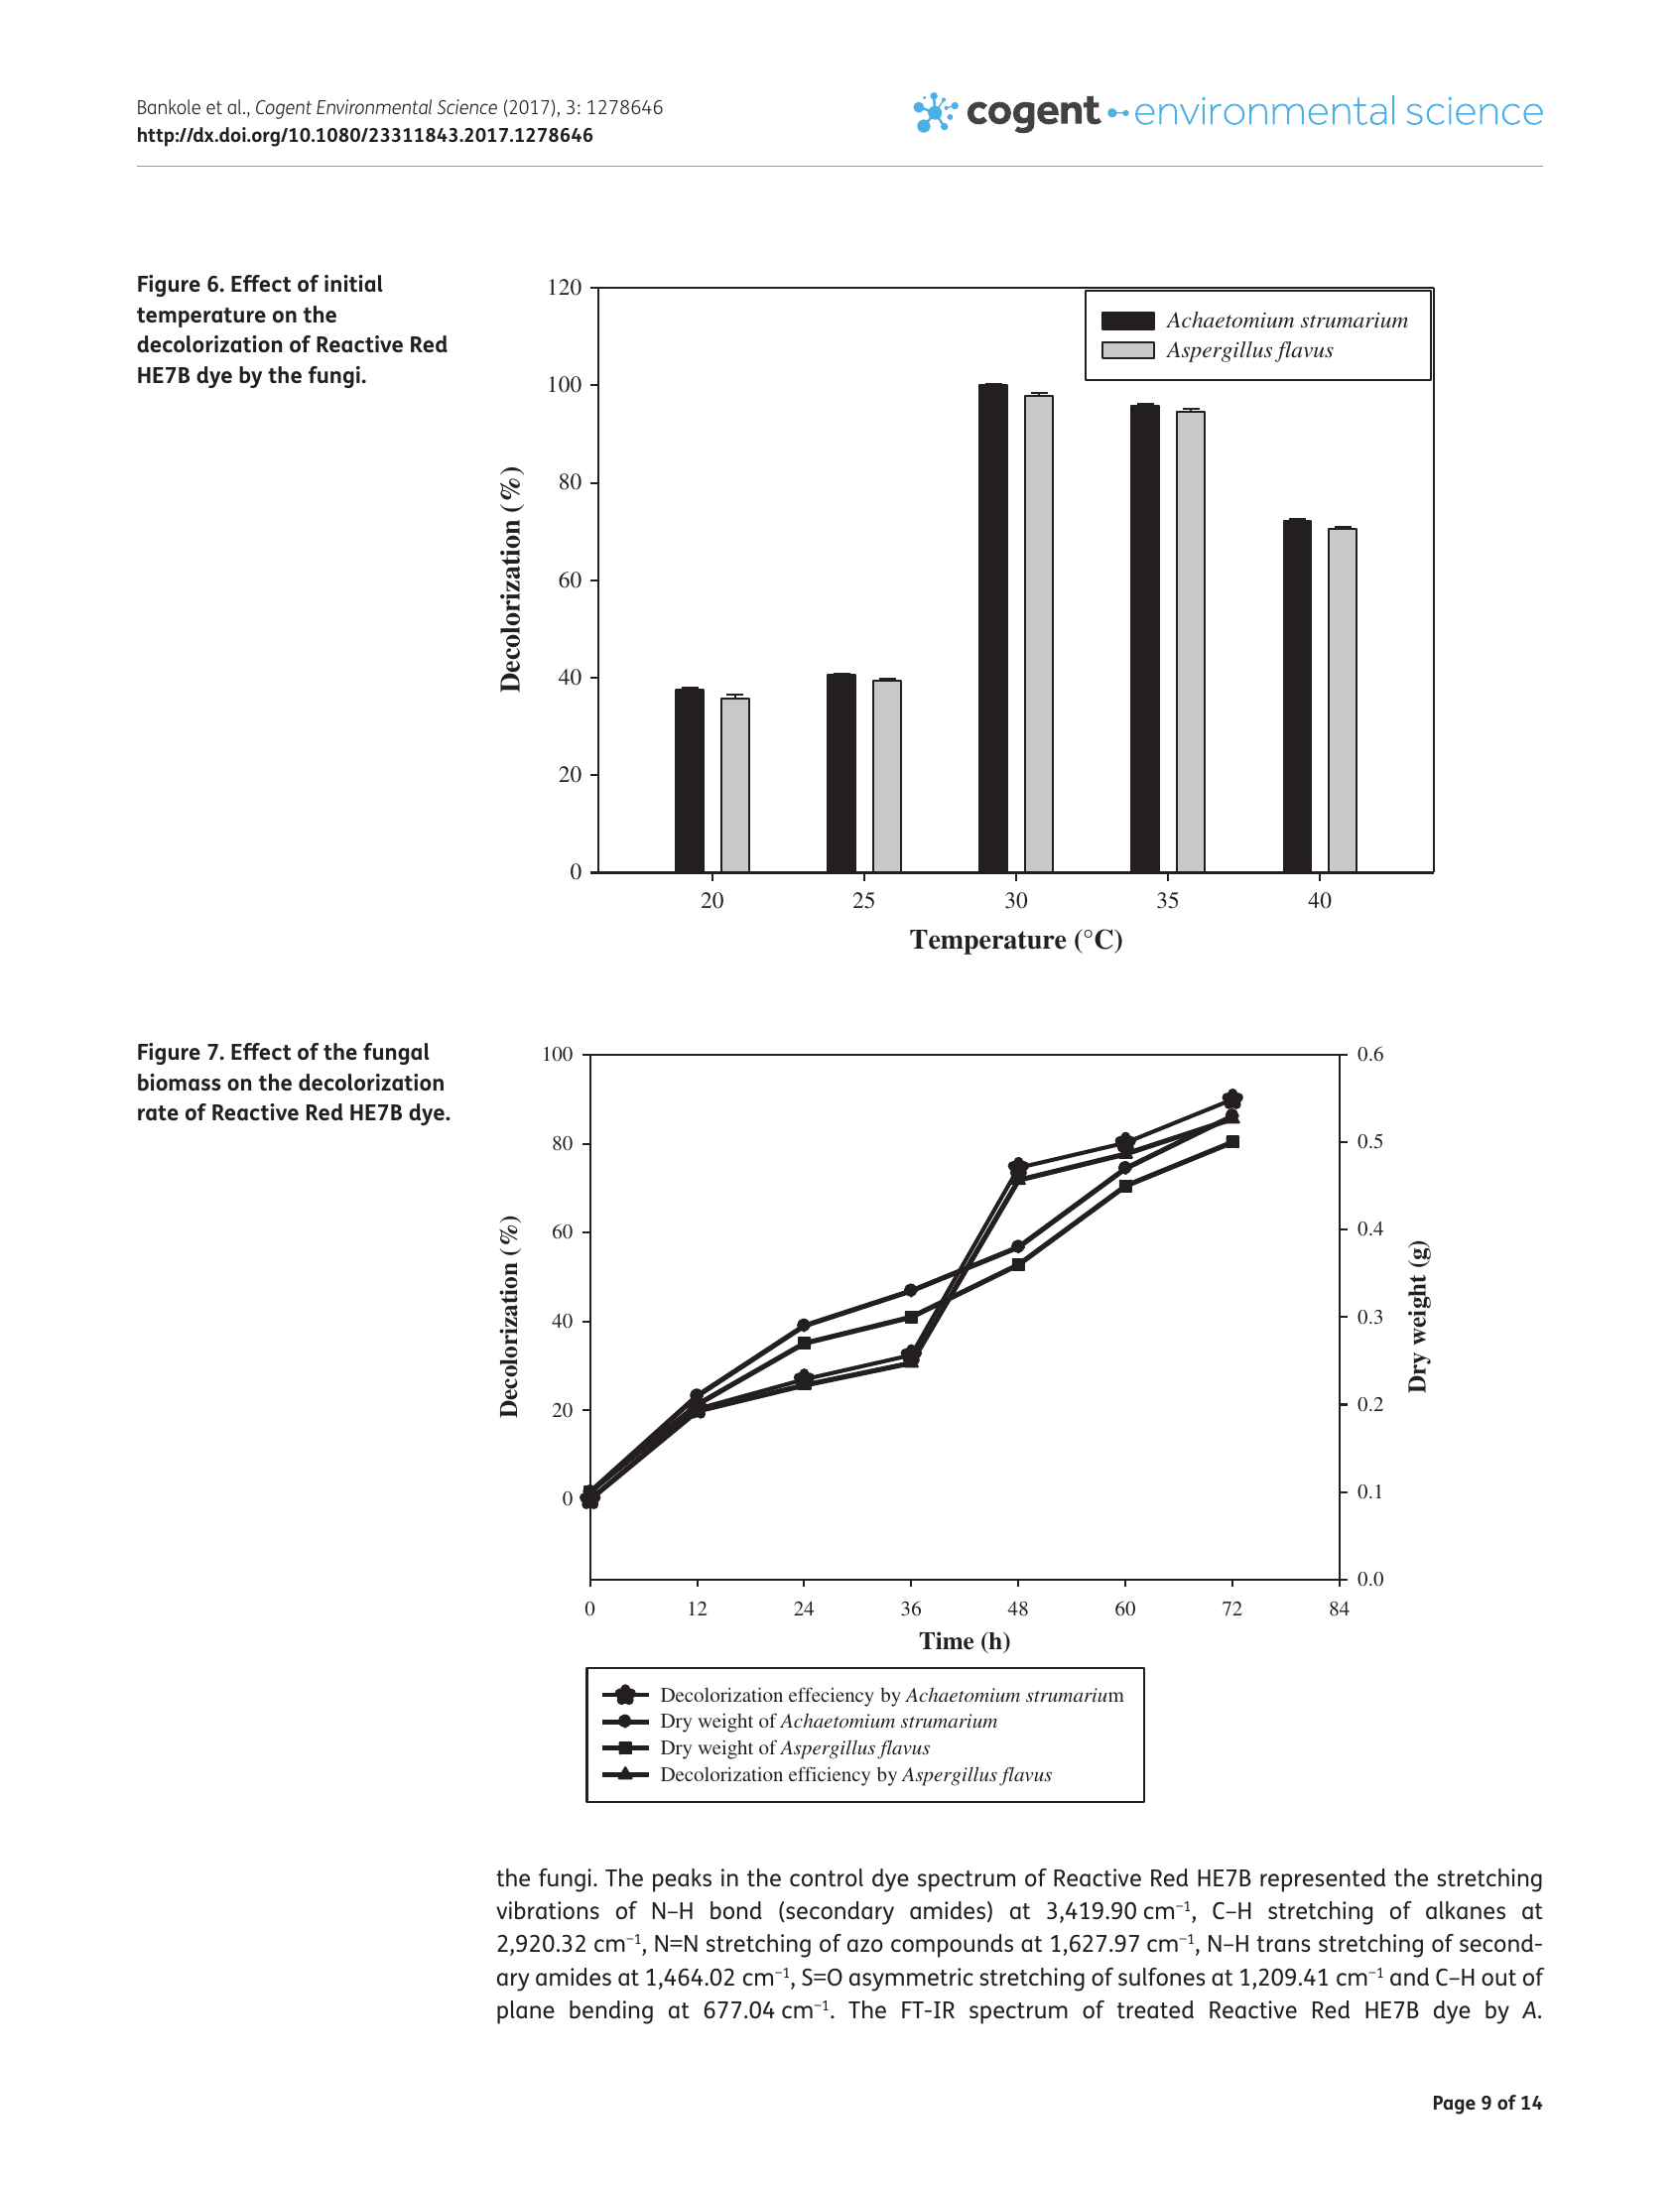 Bankole et al., Cogent Environmental Science (2017), 3: 1278646
http://dx.doi.org/10.1080/23311843.2017.1278646
cogent environmental science
Figure 6. Effect of initial
temperature on the
decolorization of Reactive Red
HE7B dye by the fungi.
120
100
80
60
40
20
0
Decolorization (%)
Achaetomium strumarium
Aspergillus flavus
20 25 30 35 40
Temperature (°C)
Figure 7. Effect of the fungal
biomass on the decolorization
rate of Reactive Red HE7B dye.
100
80
60
40
20
0
Decolorization (%)
0.6
0.5
0.4
0.3
0.2
0.1
0.0
Dry weight (g)
0 12 24 36 48 60 72 84
Time (h)
Decolorization effeciency by Achaetomium strumarium
Dry weight of Achaetomium strumarium
Dry weight of Aspergillus flavus
Decolorization efficiency by Aspergillus flavus
the fungi. The peaks in the control dye spectrum of Reactive Red HE7B represented the stretching
vibrations of N–H bond (secondary amides) at 3,419.90 cm⁻¹, C–H stretching of alkanes at
2,920.32 cm⁻¹, N=N stretching of azo compounds at 1,627.97 cm⁻¹, N–H trans stretching of second-
ary amides at 1,464.02 cm⁻¹, S=O asymmetric stretching of sulfones at 1,209.41 cm⁻¹ and C–H out of
plane bending at 677.04 cm⁻¹. The FT-IR spectrum of treated Reactive Red HE7B dye by A.
Page 9 of 14